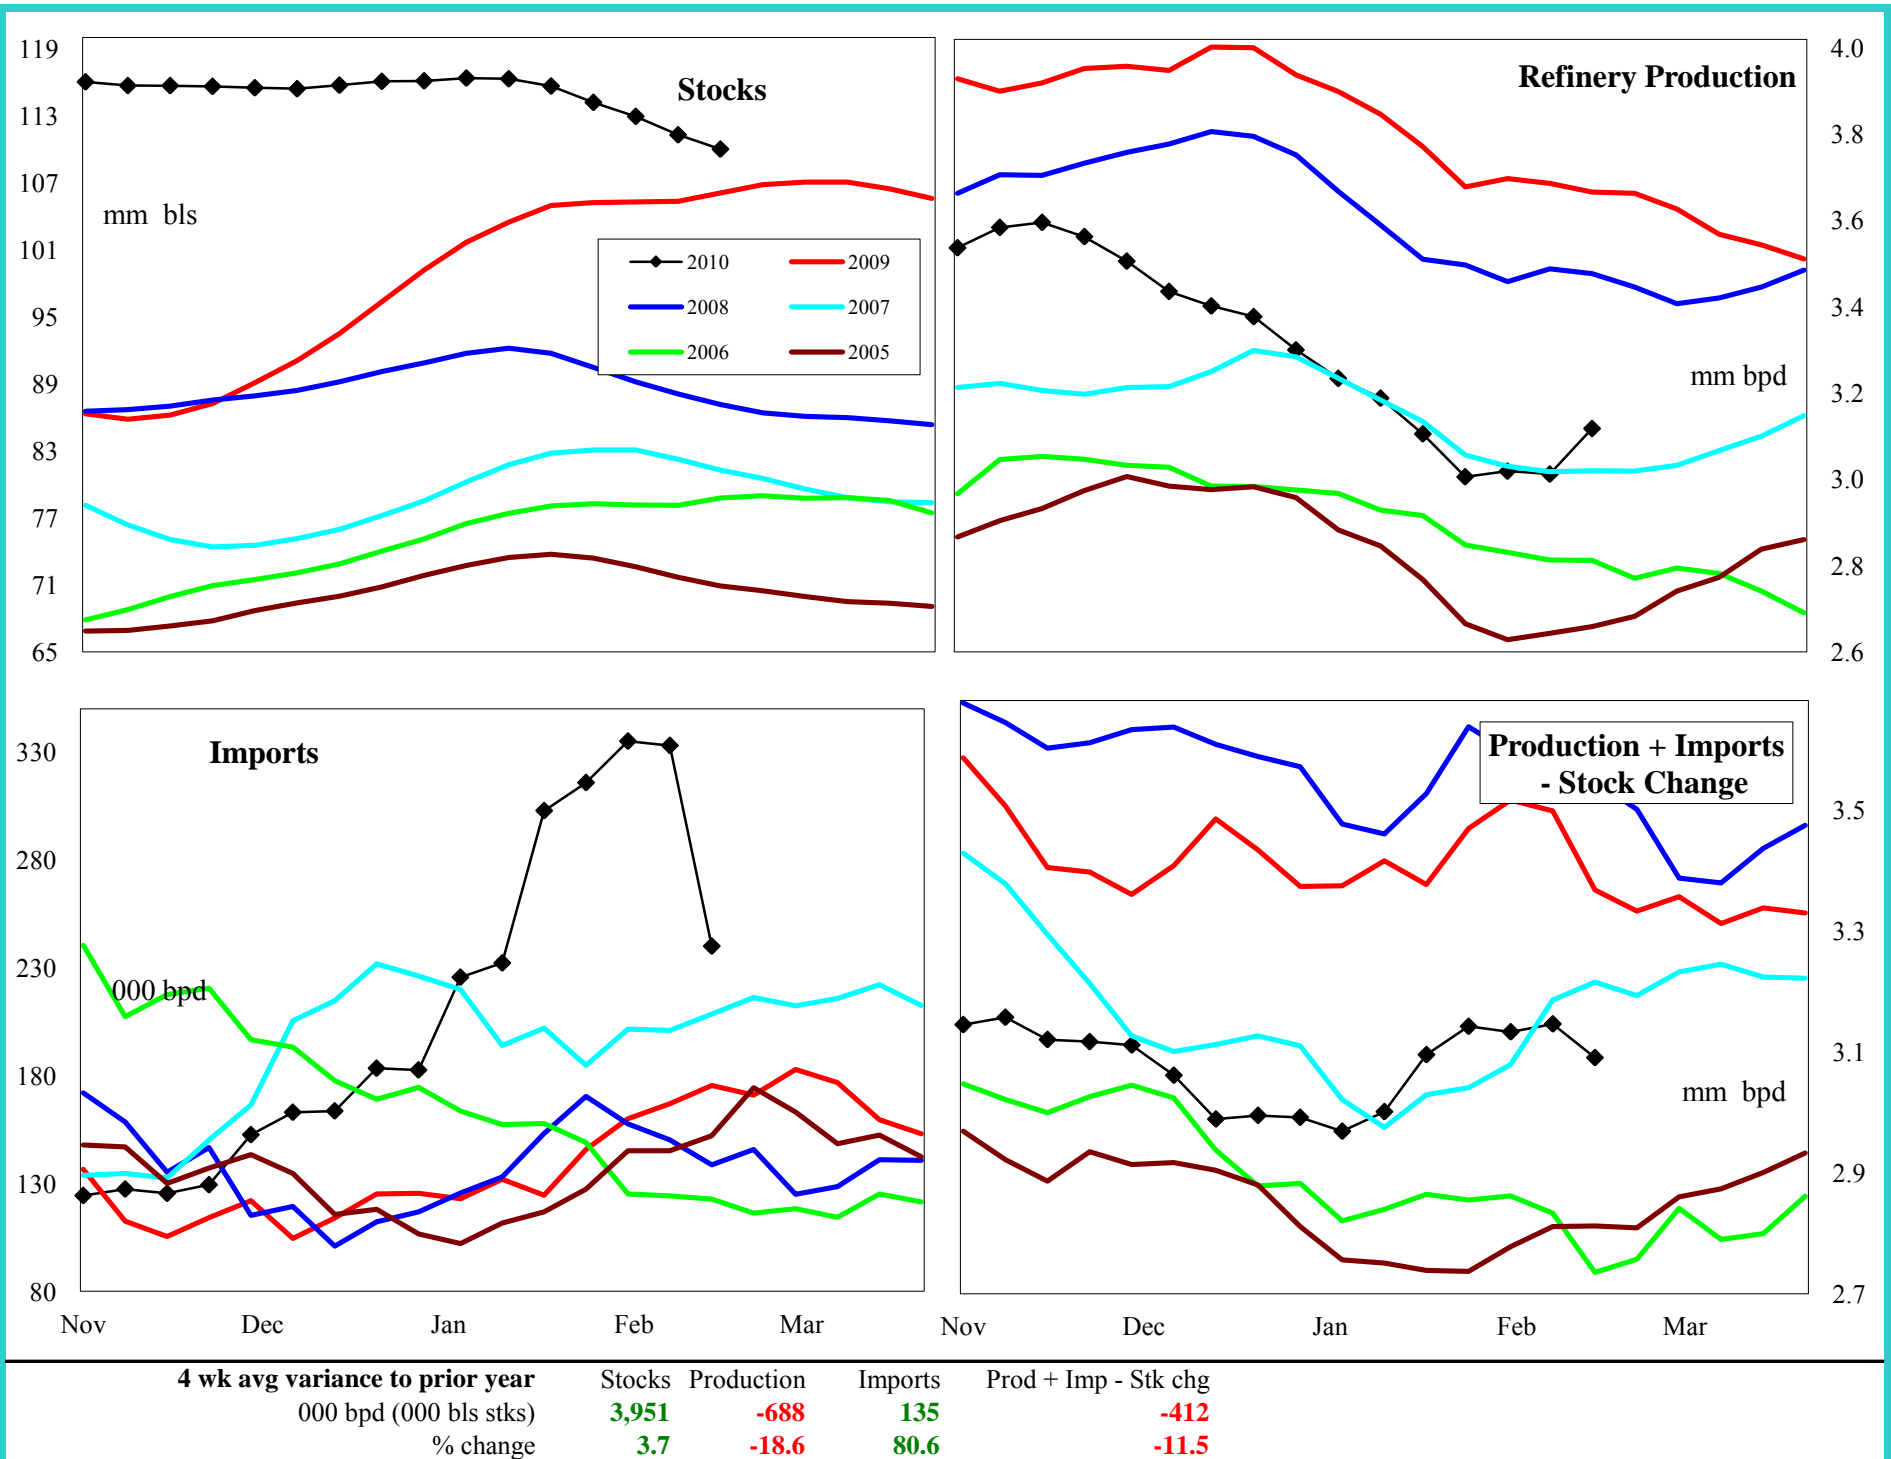 Stocks
mm bls
119
113
107
101
95
89
83
77
71
65
2010 2009
2008 2007
2006 2005
Refinery Production
mm bpd
4.0
3.8
3.6
3.4
3.2
3.0
2.8
2.6
Imports
000 bpd
330
280
230
180
130
80
Nov Dec Jan Feb Mar
Production + Imports
- Stock Change
mm bpd
3.5
3.3
3.1
2.9
2.7
Nov Dec Jan Feb Mar
4 wk avg variance to prior year Stocks Production Imports Prod + Imp - Stk chg
000 bpd (000 bls stks) 3,951 -688 135 -412
% change 3.7 -18.6 80.6 -11.5